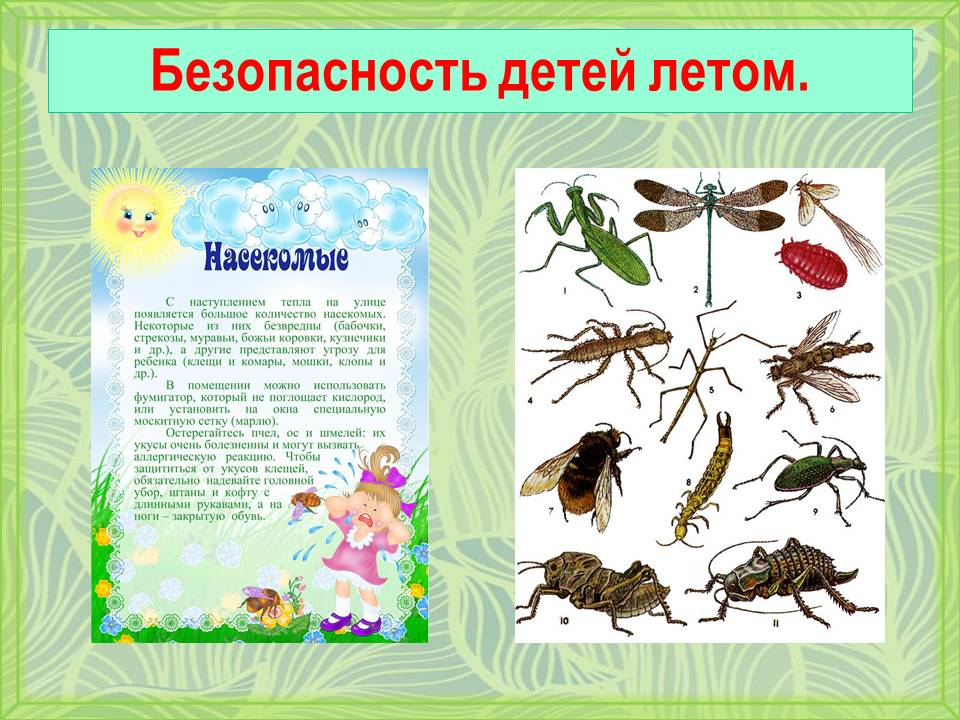 Безопасность детей летом.
Насекомые
С наступлением тепла на улице
появляется большое количество насекомых.
Некоторые из них безвредны (бабочки,
стрекозы, муравьи, божьи коровки, кузнечики
и др.), а другие представляют угрозу для
ребенка (клещи и комары, мошки, клопы и
др.).
В помещении можно использовать
фумигатор, который не поглощает кислород,
или установить на окна специальную
москитную сетку (марлю).
Остерегайтесь пчел, ос и шмелей: их
укусы очень болезненны и могут вызвать
аллергическую реакцию. Чтобы
защититься от укусов клещей,
обязательно надевайте головной
убор, штаны и кофту с
длинными рукавами, а на
ноги – закрытую обувь.
1
2
3
4
5
6
7
8
9
10
11